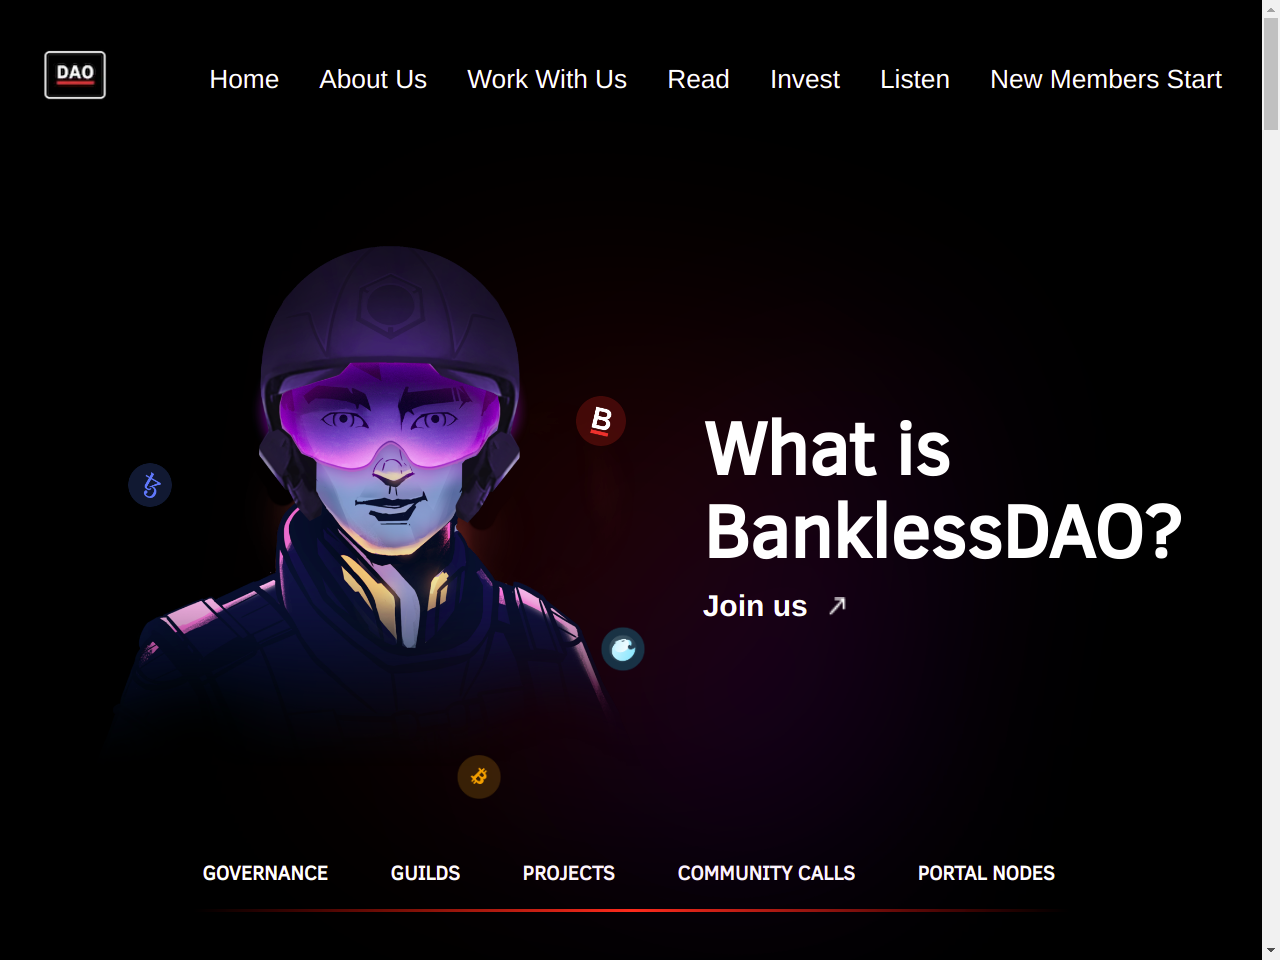 DAO
Home About Us Work With Us Read Invest Listen New Members Start
B
What is
BanklessDAO?
Join us
GOVERNANCE GUILDS PROJECTS COMMUNITY CALLS PORTAL NODES